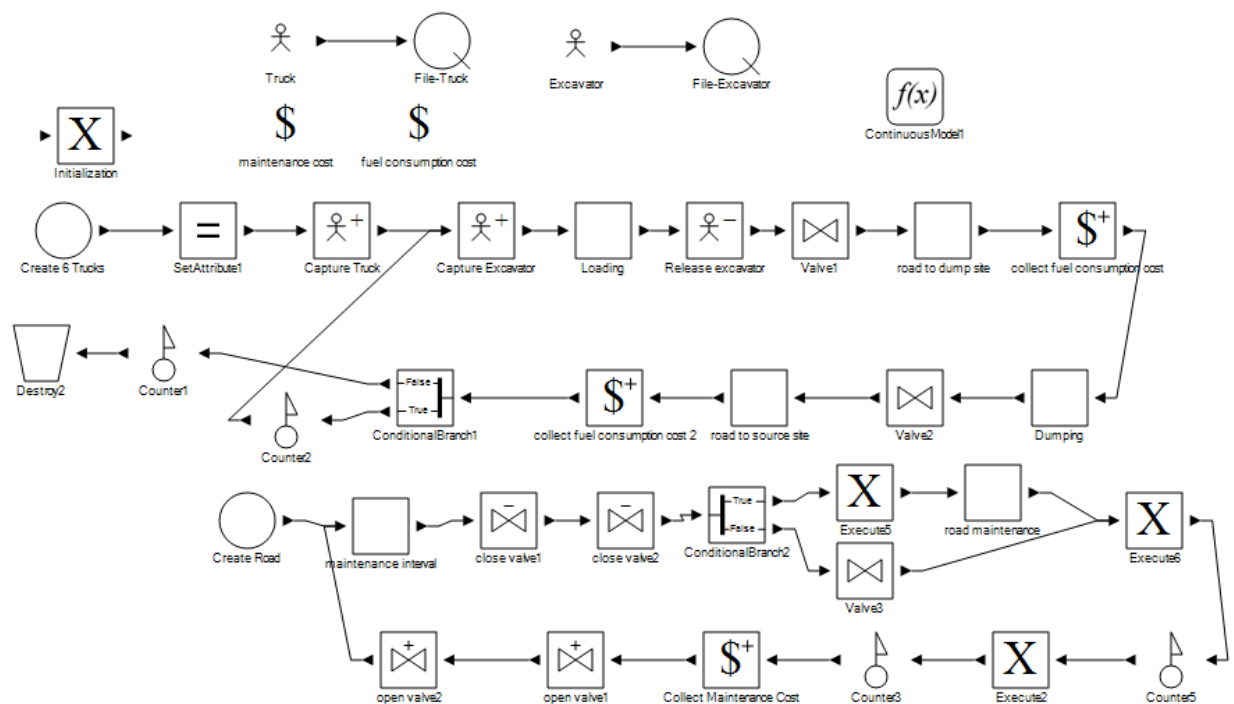 Truck
File-Truck
Excavator
File-Excavator
f(x)
ContinuousModel1
$
$
maintenance cost
fuel consumption cost
X
Initialization
=
+
+
−
$+
Create 6 Trucks
SetAttribute1
Capture Truck
Capture Excavator
Loading
Release excavator
Valve1
road to dump site
collect fuel consumption cost
Destroy2
Counter1
False
True
ConditionalBranch1
$+
collect fuel consumption cost 2
road to source site
Valve2
Dumping
Counter2
Create Road
maintenance interval
−
close valve1
−
close valve2
True
False
ConditionalBranch2
X
Execute5
road maintenance
X
Execute6
Valve3
+
open valve2
+
open valve1
$+
Collect Maintenance Cost
Counter3
X
Execute2
Counter5